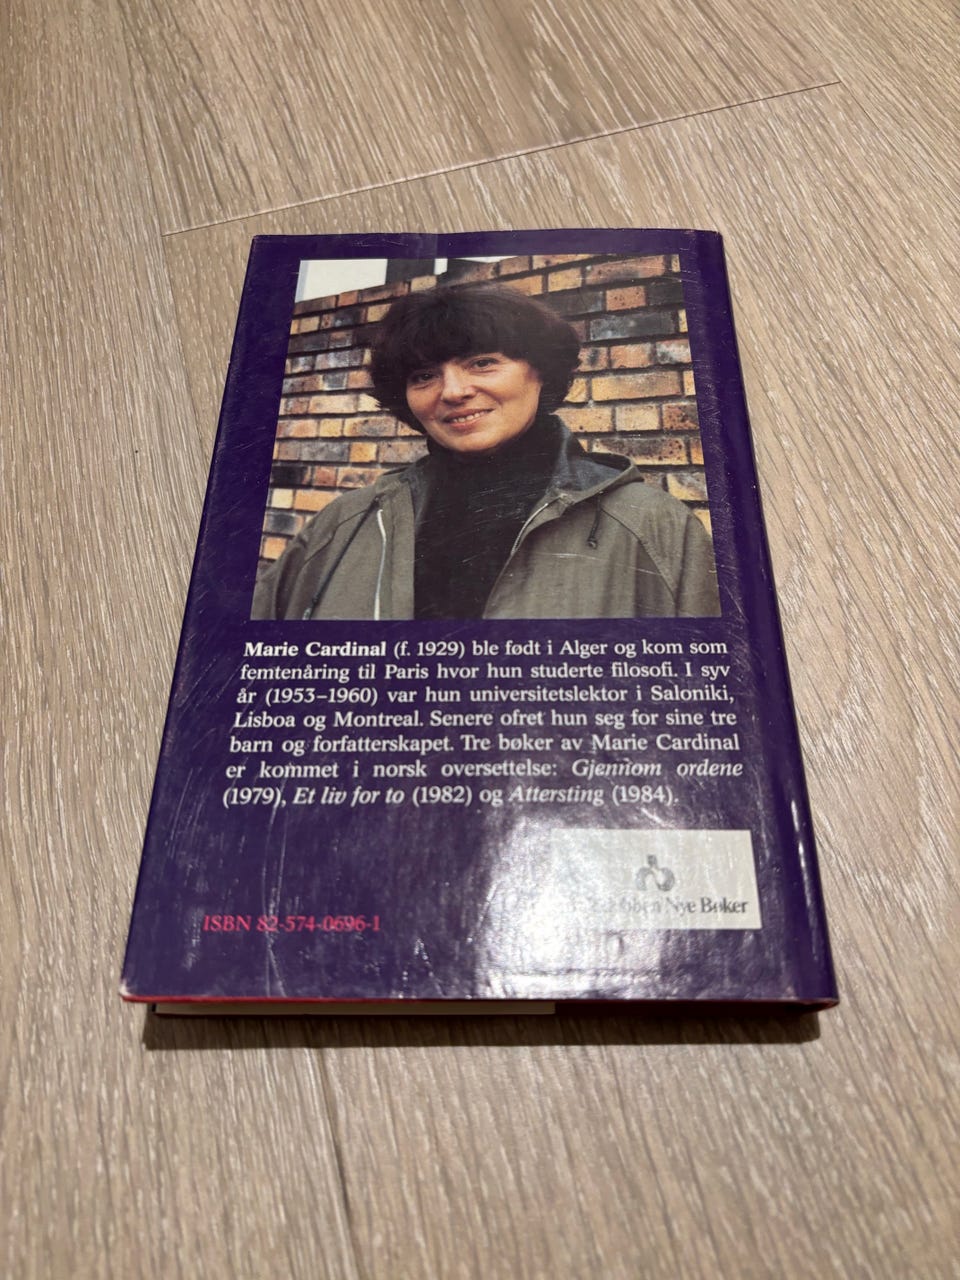 Marie Cardinal (f. 1929) ble født i Alger og kom som
femtenåring til Paris hvor hun studerte filosofi. I syv
år (1953–1960) var hun universitetslektor i Saloniki,
Lisboa og Montreal. Senere ofret hun seg for sine tre
barn og forfatterskapet. Tre bøker av Marie Cardinal
er kommet i norsk oversettelse: Gjennom ordene
(1979), Et liv for to (1982) og Attersting (1984).
Nye Bøker
ISBN 82-574-0696-1